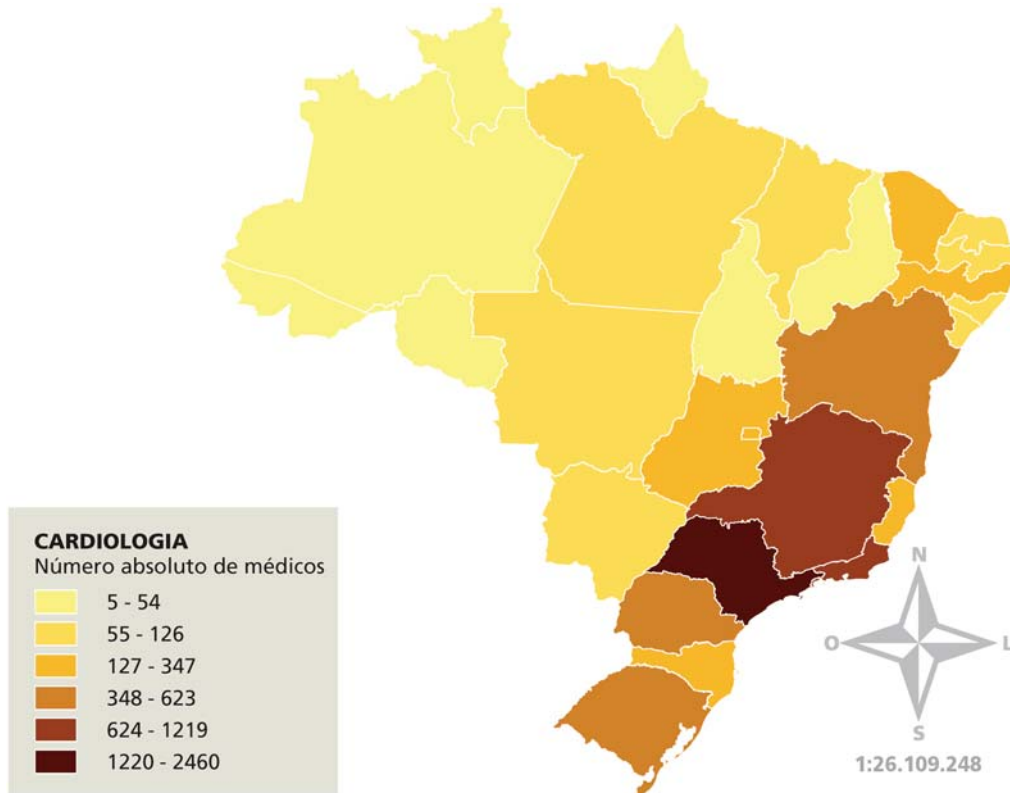 CARDIOLOGIA
Número absoluto de médicos
5 - 54
55 - 126
127 - 347
348 - 623
624 - 1219
1220 - 2460
N
O
L
S
1:26.109.248